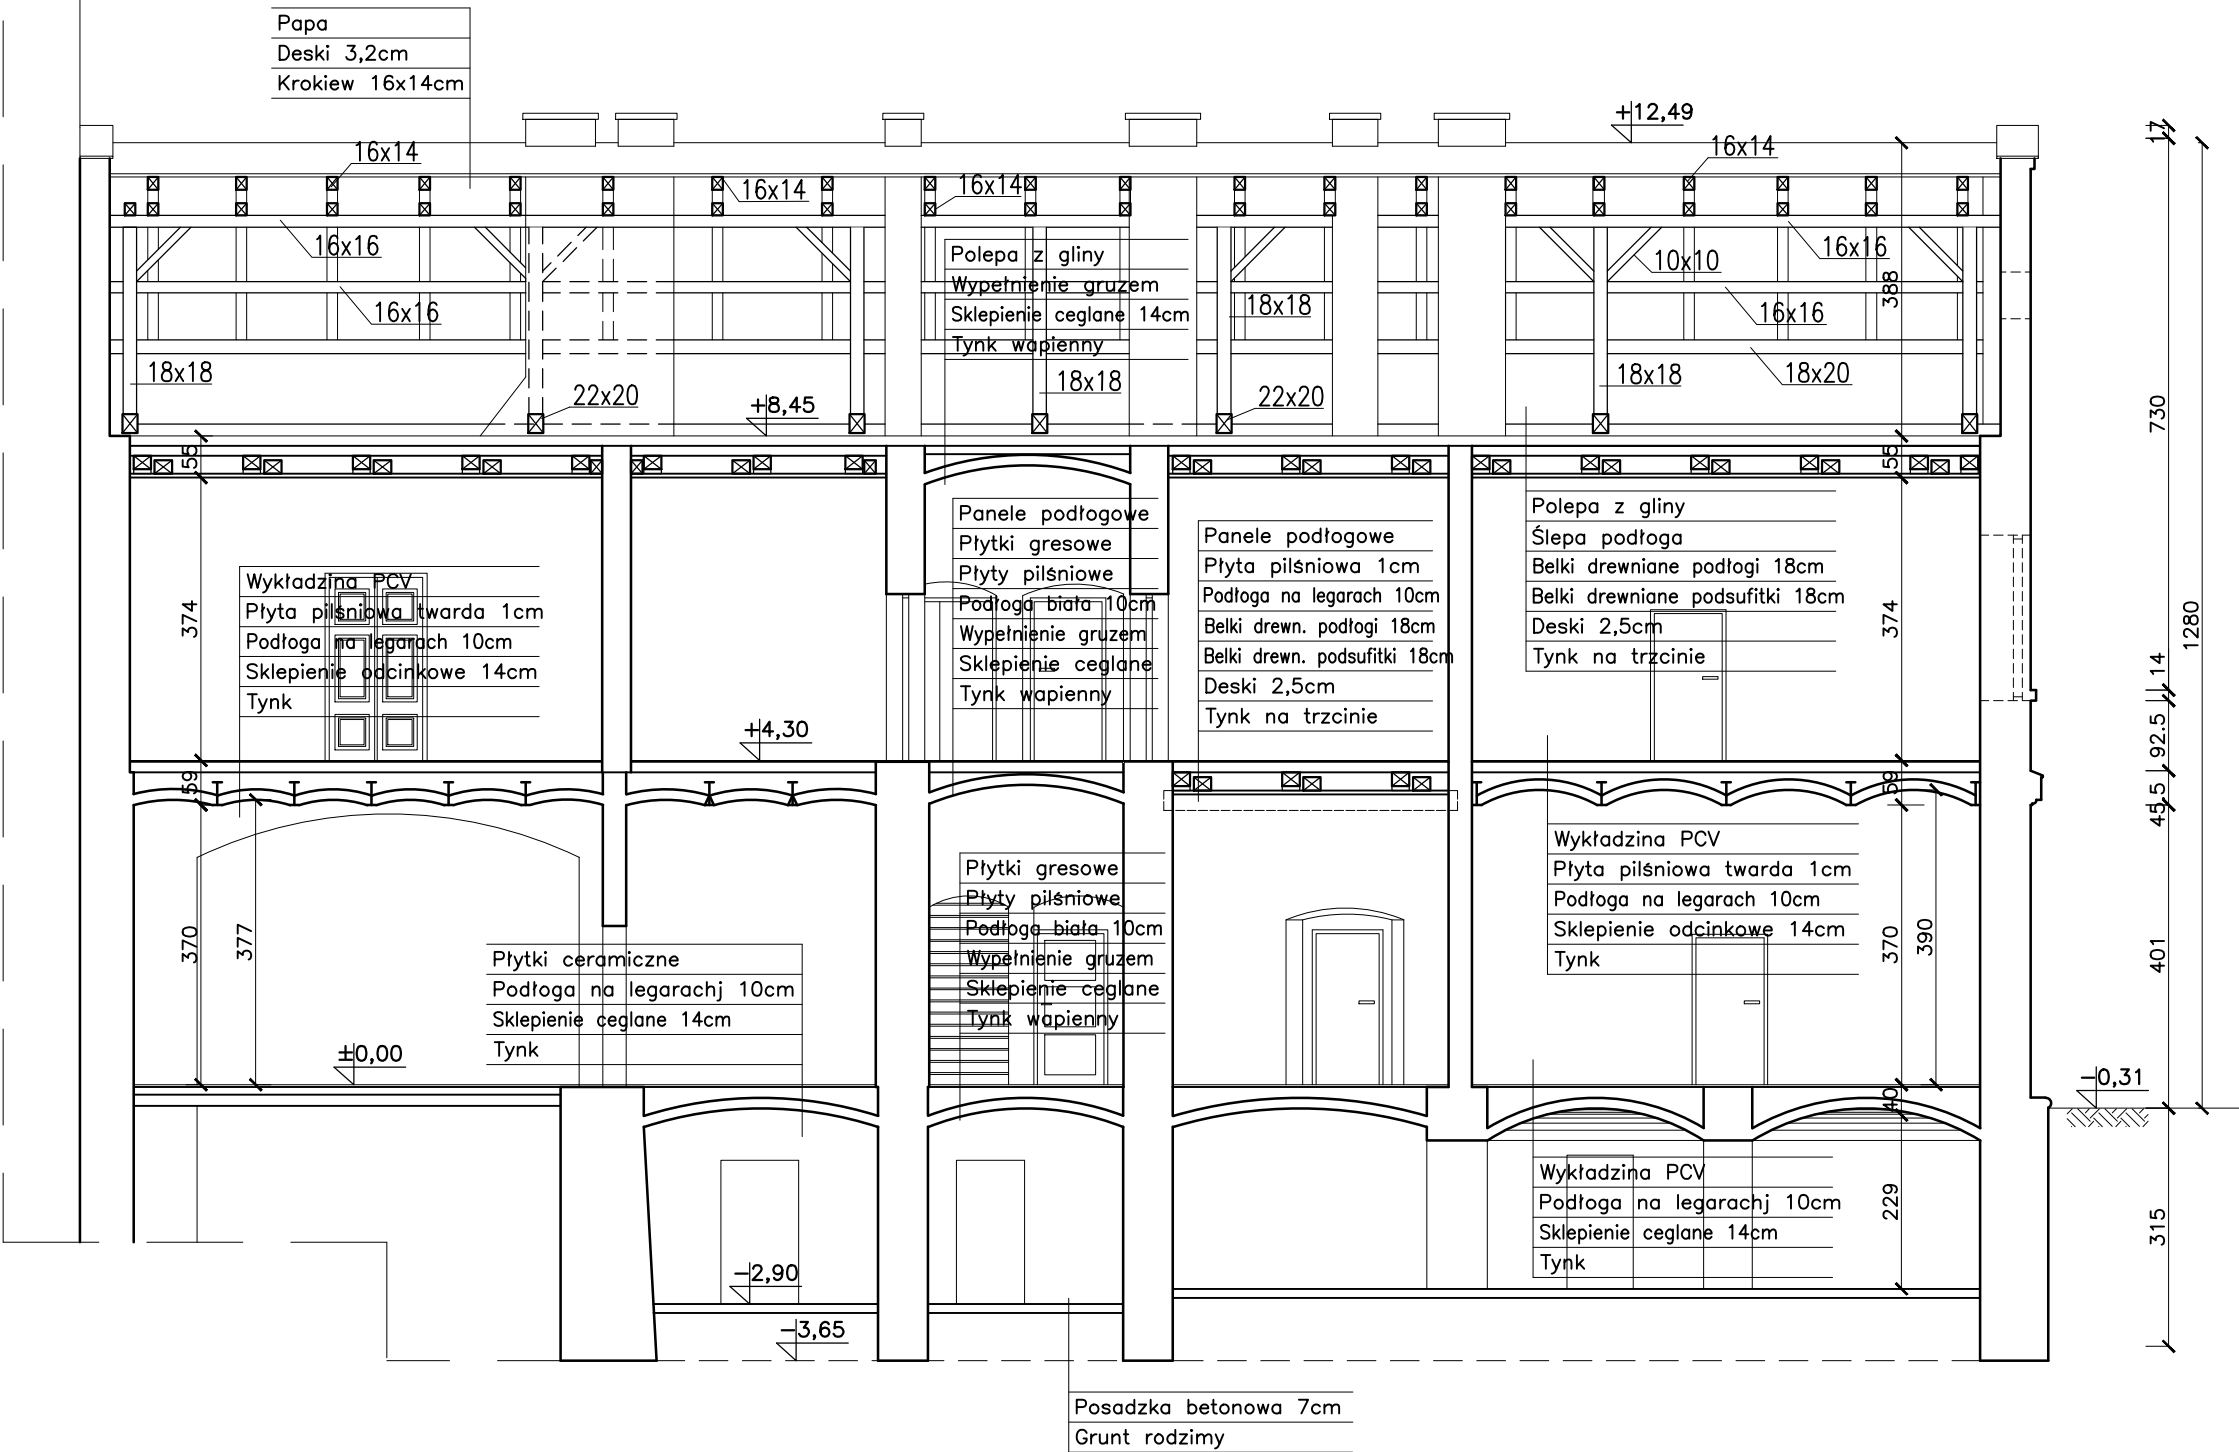 Papa
Deski 3,2cm
Krokiew 16x14cm
+12,49
17
16x14
16x14
16x14
16x14
16x16
16x16
10x10
16x16
16x16
388
Polepa z gliny
Wypełnienie gruzem
Sklepienie ceglane 14cm
Tynk wapienny
18x18
18x18
18x18
18x18
18x20
22x20
22x20
+8,45
730
55
55
Panele podłogowe
Płytki gresowe
Płyty pilśniowe
Podłoga biała 10cm
Wypełnienie gruzem
Sklepienie ceglane
Tynk wapienny
Panele podłogowe
Płyta pilśniowa 1cm
Podłoga na legarach 10cm
Belki drewn. podłogi 18cm
Belki drewn. podsufitki 18cm
Deski 2,5cm
Tynk na trzcinie
Polepa z gliny
Ślepa podłoga
Belki drewniane podłogi 18cm
Belki drewniane podsufitki 18cm
Deski 2,5cm
Tynk na trzcinie
Wykładzina PCV
Płyta pilśniowa twarda 1cm
Podłoga na legarach 10cm
Sklepienie odcinkowe 14cm
Tynk
374
374
1280
14
92.5
45.5
+4,30
59
59
Wykładzina PCV
Płyta pilśniowa twarda 1cm
Podłoga na legarach 10cm
Sklepienie odcinkowe 14cm
Tynk
Płytki gresowe
Płyty pilśniowe
Podłoga biała 10cm
Wypełnienie gruzem
Sklepienie ceglane
Tynk wapienny
Płytki ceramiczne
Podłoga na legarachj 10cm
Sklepienie ceglane 14cm
Tynk
370
377
370
390
401
±0,00
-0,31
40
Wykładzina PCV
Podłoga na legarachj 10cm
Sklepienie ceglane 14cm
Tynk
229
315
-2,90
-3,65
Posadzka betonowa 7cm
Grunt rodzimy